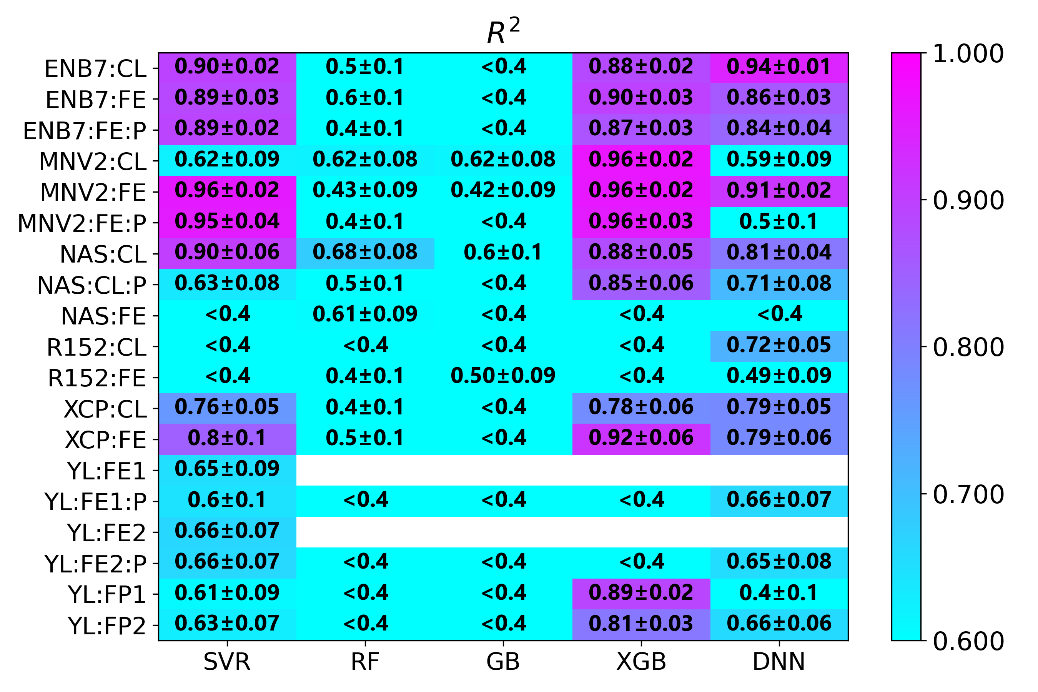 R²
ENB7:CL 0.90±0.02 0.5±0.1 <0.4 0.88±0.02 0.94±0.01
ENB7:FE 0.89±0.03 0.6±0.1 <0.4 0.90±0.03 0.86±0.03
ENB7:FE:P 0.89±0.02 0.4±0.1 <0.4 0.87±0.03 0.84±0.04
MNV2:CL 0.62±0.09 0.62±0.08 0.62±0.08 0.96±0.02 0.59±0.09
MNV2:FE 0.96±0.02 0.43±0.09 0.42±0.09 0.96±0.02 0.91±0.02
MNV2:FE:P 0.95±0.04 0.4±0.1 <0.4 0.96±0.03 0.5±0.1
NAS:CL 0.90±0.06 0.68±0.08 0.6±0.1 0.88±0.05 0.81±0.04
NAS:CL:P 0.63±0.08 0.5±0.1 <0.4 0.85±0.06 0.71±0.08
NAS:FE <0.4 0.61±0.09 <0.4 <0.4 <0.4
R152:CL <0.4 <0.4 <0.4 <0.4 0.72±0.05
R152:FE <0.4 0.4±0.1 0.50±0.09 <0.4 0.49±0.09
XCP:CL 0.76±0.05 0.4±0.1 <0.4 0.78±0.06 0.79±0.05
XCP:FE 0.8±0.1 0.5±0.1 <0.4 0.92±0.06 0.79±0.06
YL:FE1 0.65±0.09
YL:FE1:P 0.6±0.1 <0.4 <0.4 <0.4 0.66±0.07
YL:FE2 0.66±0.07
YL:FE2:P 0.66±0.07 <0.4 <0.4 <0.4 0.65±0.08
YL:FP1 0.61±0.09 <0.4 <0.4 0.89±0.02 0.4±0.1
YL:FP2 0.63±0.07 <0.4 <0.4 0.81±0.03 0.66±0.06
SVR RF GB XGB DNN
1.000
0.900
0.800
0.700
0.600